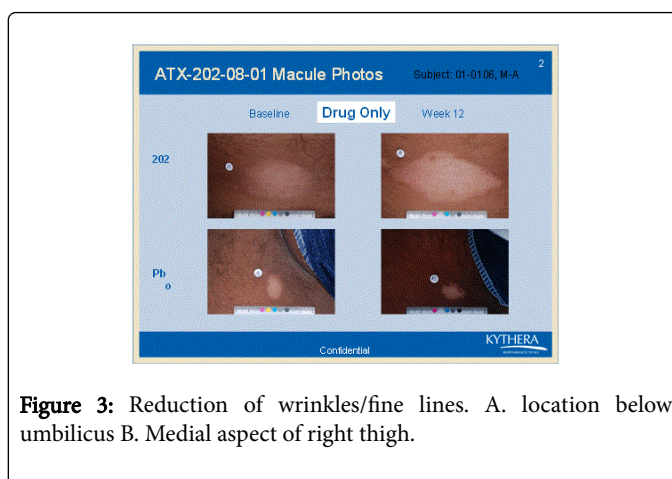 2
ATX-202-08-01 Macule Photos Subject: 01-0106, M-A
Baseline Drug Only Week 12
202
Pb
o
Confidential
KYTHERA
BIOPHARMACEUTICALS
Figure 3: Reduction of wrinkles/fine lines. A. location below
umbilicus B. Medial aspect of right thigh.